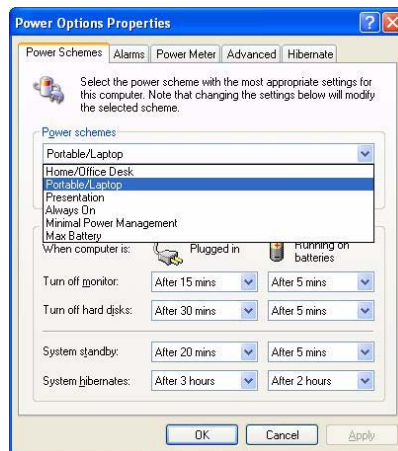 Power Options Properties
Power Schemes Alarms Power Meter Advanced Hibernate
Select the power scheme with the most appropriate settings for
this computer. Note that changing the settings below will modify
the selected scheme.
Power schemes
Portable/Laptop
Home/Office Desk
Portable/Laptop
Presentation
Always On
Minimal Power Management
Max Battery
When computer is: Plugged in Running on
batteries
Turn off monitor: After 15 mins After 5 mins
Turn off hard disks: After 30 mins After 5 mins
System standby: After 20 mins After 5 mins
System hibernates: After 3 hours After 2 hours
OK Cancel Apply